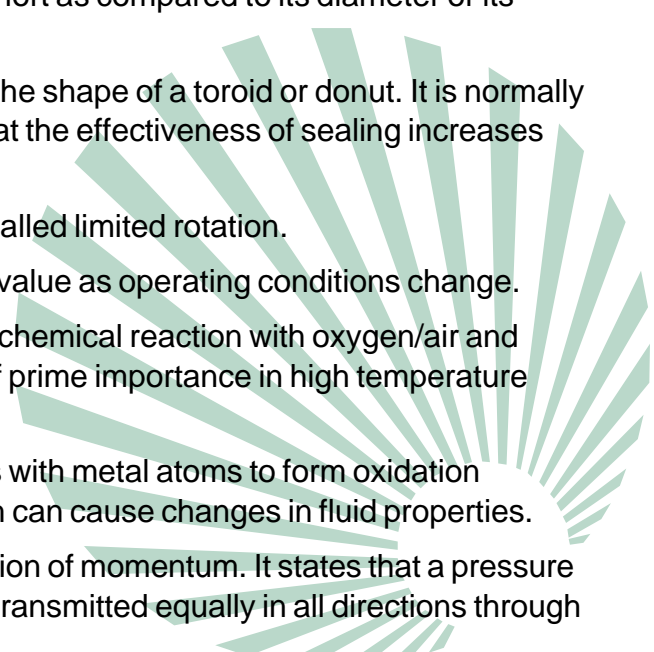 as compared to its diameter or its
he shape of a toroid or donut. It is normally
at the effectiveness of sealing increases
alled limited rotation.
value as operating conditions change.
chemical reaction with oxygen/air and
prime importance in high temperature
with metal atoms to form oxidation
can cause changes in fluid properties.
ion of momentum. It states that a pressure
ransmitted equally in all directions through